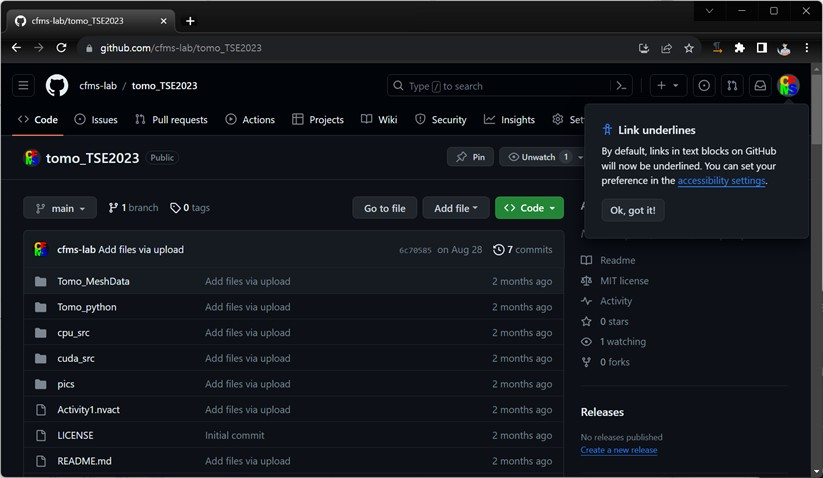 cfms-lab/tomo_TSE2023
github.com/cfms-lab/tomo_TSE2023
cfms-lab / tomo_TSE2023
Type / to search
Code Issues Pull requests Actions Projects Wiki Security Insights Set
Link underlines
By default, links in text blocks on GitHub
will now be underlined. You can set your
preference in the accessibility settings.
Ok, got it!
tomo_TSE2023 Public
Pin
Unwatch 1
main
1 branch
0 tags
Go to file
Add file
Code
A
cfms-lab Add files via upload
6c70585 on Aug 28
7 commits
Tomo_MeshData Add files via upload 2 months ago
Tomo_python Add files via upload 2 months ago
cpu_src Add files via upload 2 months ago
cuda_src Add files via upload 2 months ago
pics Add files via upload 2 months ago
Activity1.nvact Add files via upload 2 months ago
LICENSE Initial commit 2 months ago
README.md Add files via upload 2 months ago
Readme
MIT license
Activity
0 stars
1 watching
0 forks
Releases
No releases published
Create a new release